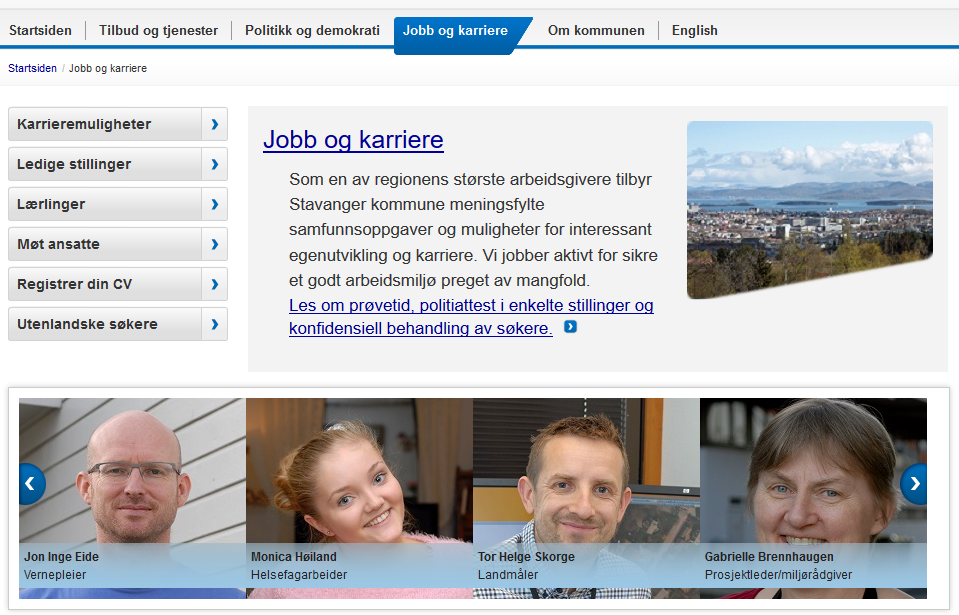 Startsiden
Tilbud og tjenester
Politikk og demokrati
Jobb og karriere
Om kommunen
English
Startsiden / Jobb og karriere
Karrieremuligheter
Ledige stillinger
Lærlinger
Møt ansatte
Registrer din CV
Utenlandske søkere
Jobb og karriere
Som en av regionens største arbeidsgivere tilbyr
Stavanger kommune meningsfylte
samfunnsoppgaver og muligheter for interessant
egenutvikling og karriere. Vi jobber aktivt for sikre
et godt arbeidsmiljø preget av mangfold.
Les om prøvetid, politiattest i enkelte stillinger og
konfidensiell behandling av søkere.
Jon Inge Eide
Vernepleier
Monica Høiland
Helsefagarbeider
Tor Helge Skorge
Landmåler
Gabrielle Brennhaugen
Prosjektleder/miljørådgiver